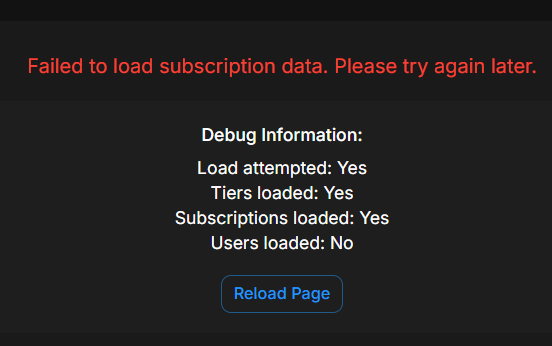 Failed to load subscription data. Please try again later.
Debug Information:
Load attempted: Yes
Tiers loaded: Yes
Subscriptions loaded: Yes
Users loaded: No
Reload Page